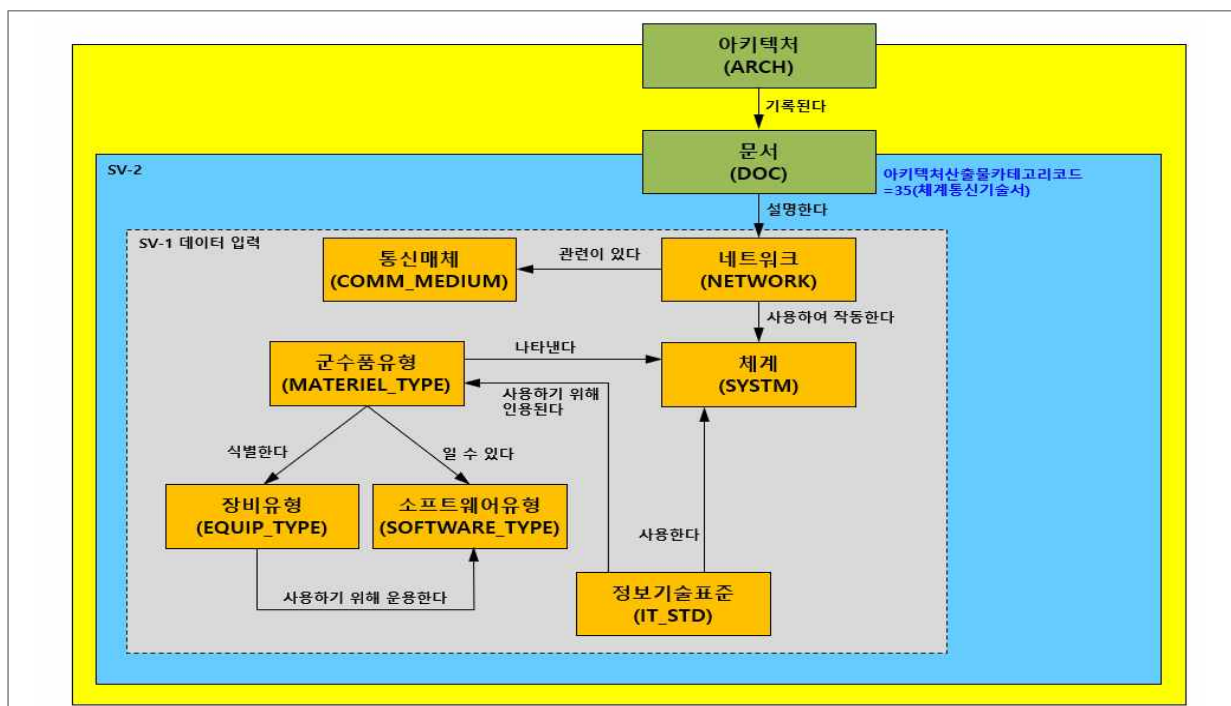 아키텍처
(ARCH)
기록된다
SV-2
문서
(DOC)
아키텍처산출물카테고리코드
=35(체계통신기술서)
설명한다
SV-1 데이터 입력
통신매체
(COMM_MEDIUM)
관련이 있다
네트워크
(NETWORK)
사용하여 작동한다
군수품유형
(MATERIEL_TYPE)
나타낸다
체계
(SYSTM)
사용하기 위해
인용된다
식별한다
일 수 있다
장비유형
(EQUIP_TYPE)
소프트웨어유형
(SOFTWARE_TYPE)
사용한다
사용하기 위해 운용한다
정보기술표준
(IT_STD)